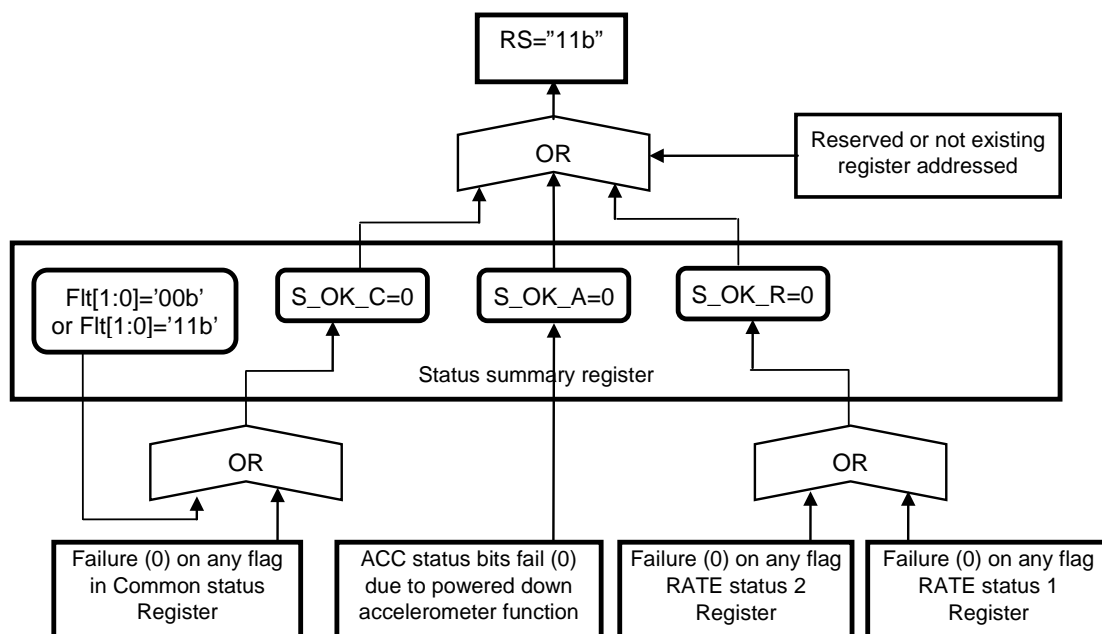 RS=”11b”
OR
Reserved or not existing
register addressed
Flt[1:0]=’00b’
or Flt[1:0]=’11b’
S_OK_C=0
S_OK_A=0
S_OK_R=0
Status summary register
OR
OR
Failure (0) on any flag
in Common status
Register
ACC status bits fail (0)
due to powered down
accelerometer function
Failure (0) on any flag
RATE status 2
Register
Failure (0) on any flag
RATE status 1
Register